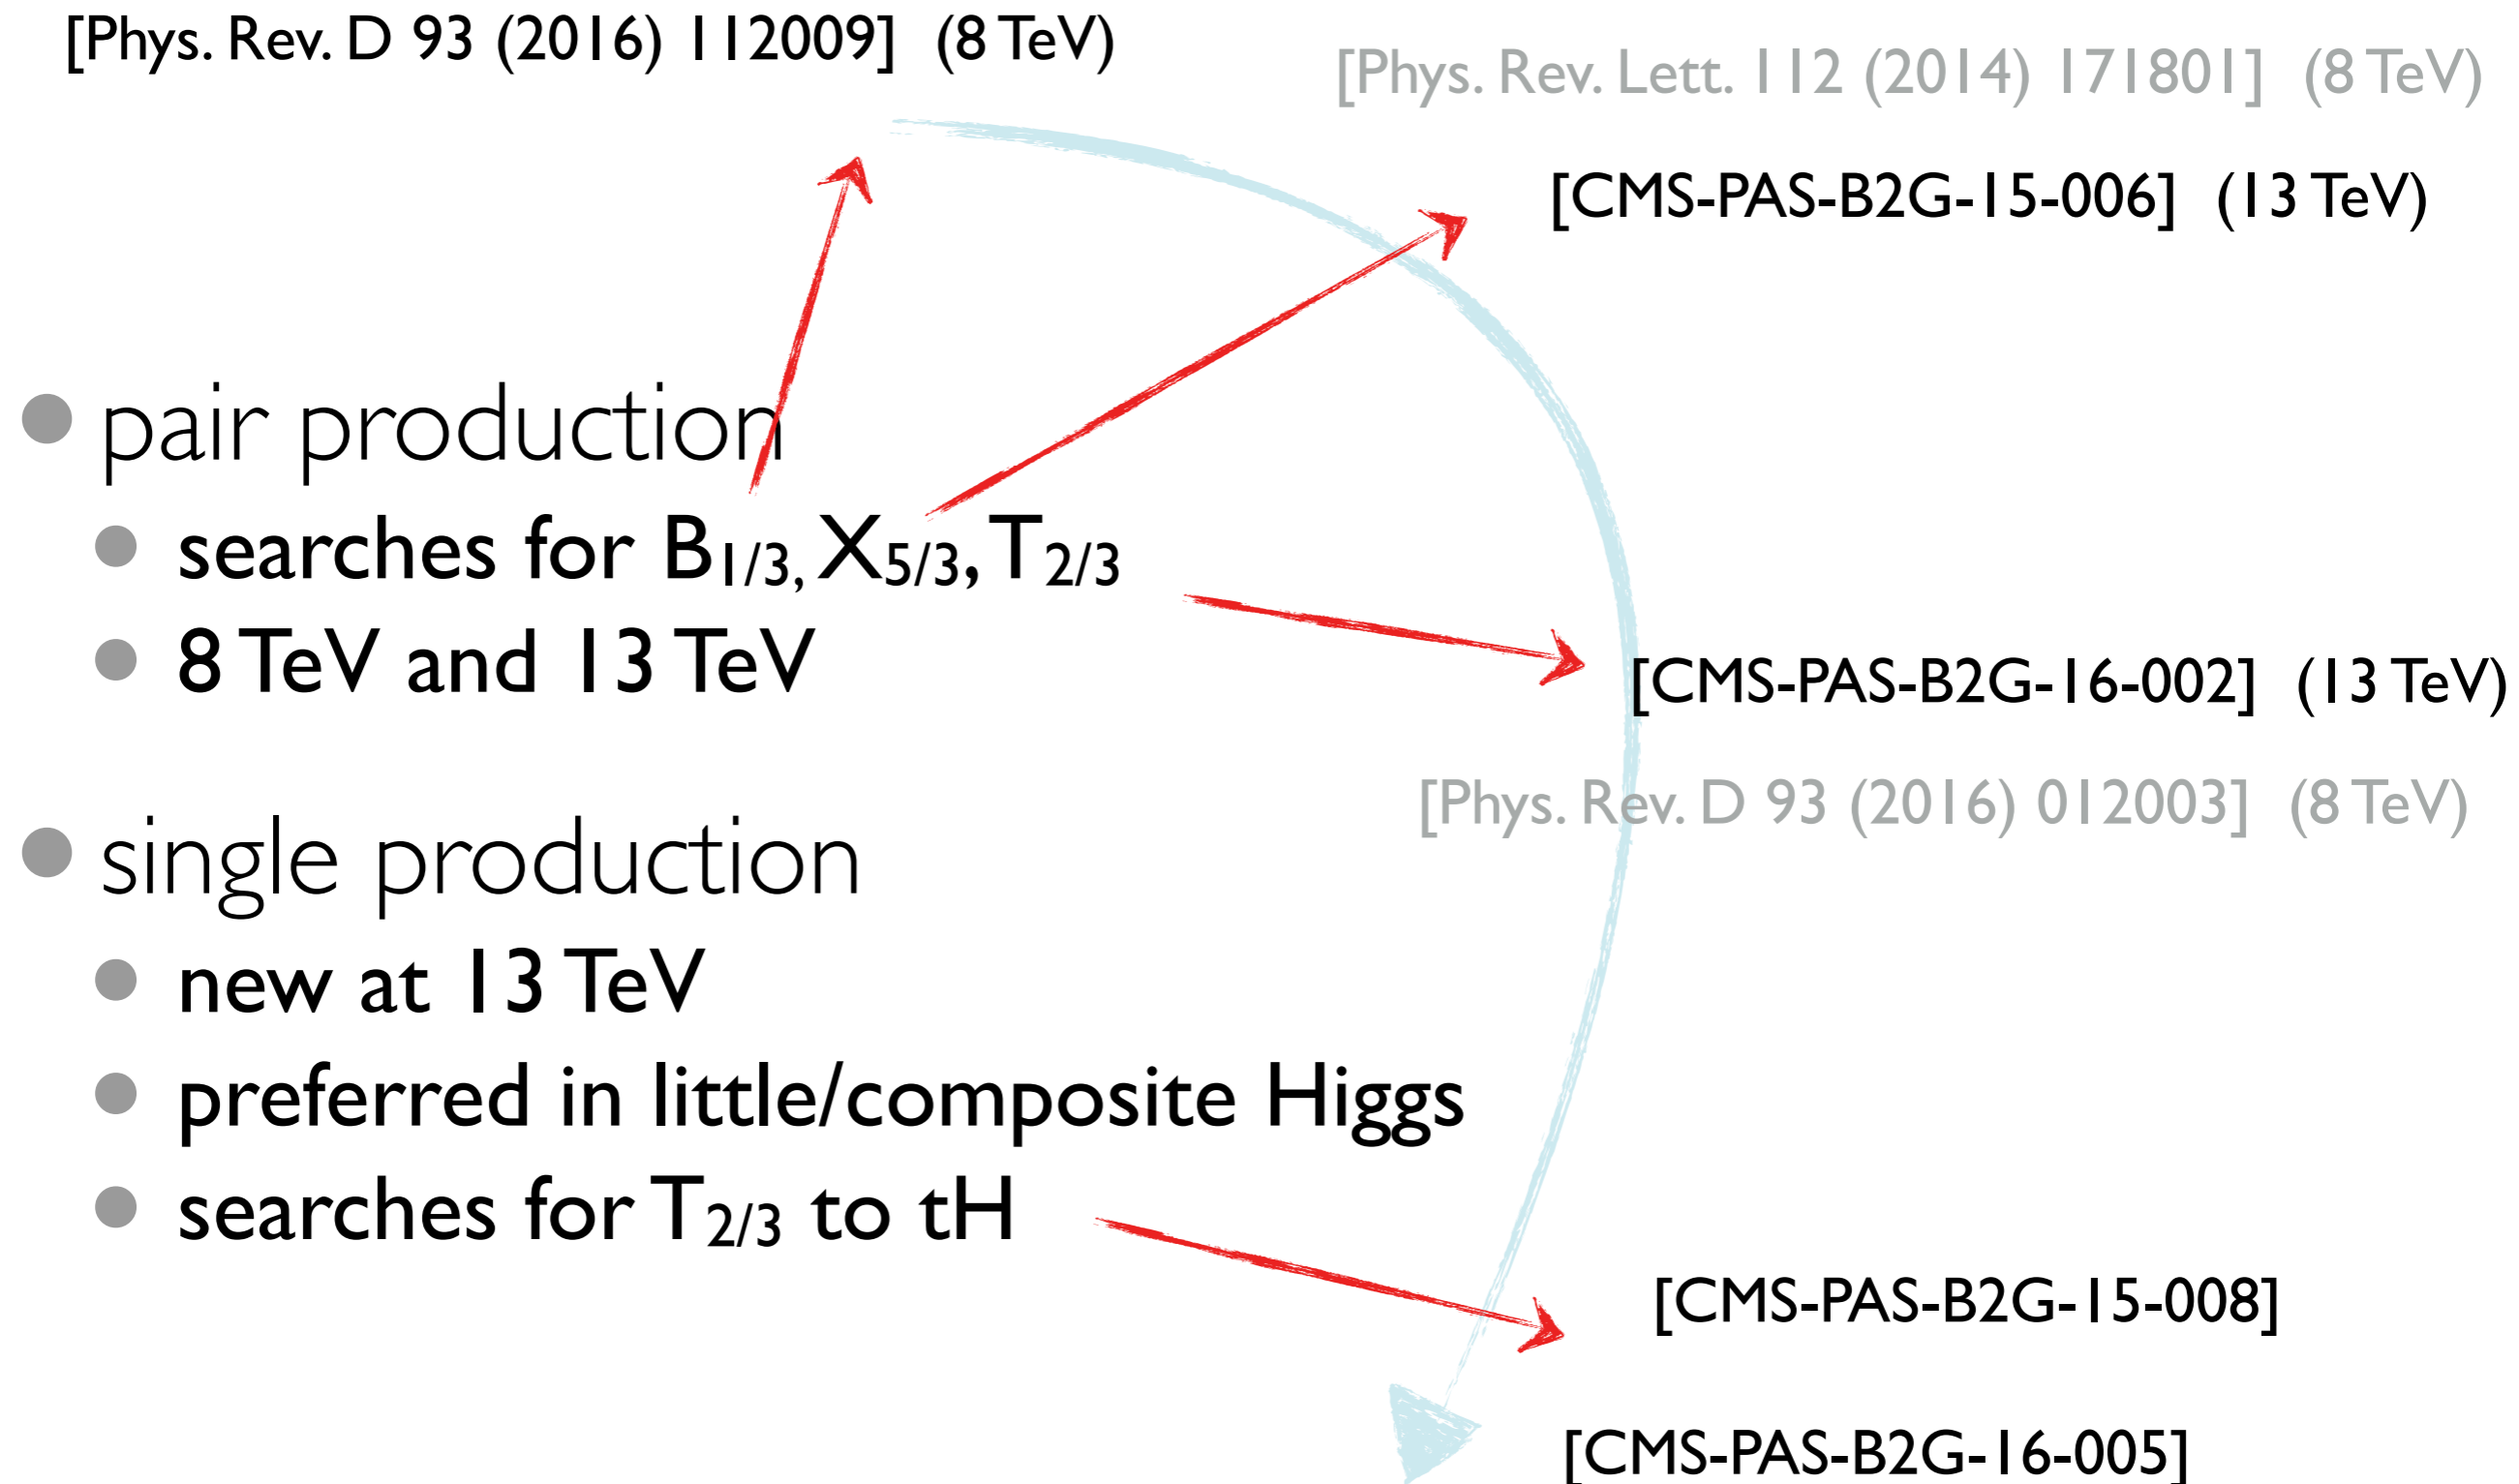 [Phys. Rev. D 93 (2016) 112009] (8 TeV)
[Phys. Rev. Lett. 112 (2014) 171801] (8 TeV)
[CMS-PAS-B2G-15-006] (13 TeV)
pair production
searches for B1/3, X5/3, T2/3
8 TeV and 13 TeV
[CMS-PAS-B2G-16-002] (13 TeV)
[Phys. Rev. D 93 (2016) 012003] (8 TeV)
single production
new at 13 TeV
preferred in little/composite Higgs
searches for T2/3 to tH
[CMS-PAS-B2G-15-008]
[CMS-PAS-B2G-16-005]